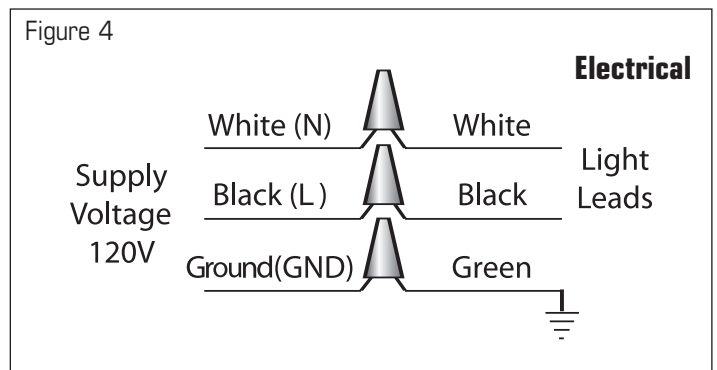 Figure 4
Electrical
White (N)
White
Supply
Voltage
120V
Black (L)
Black
Light
Leads
Ground(GND)
Green